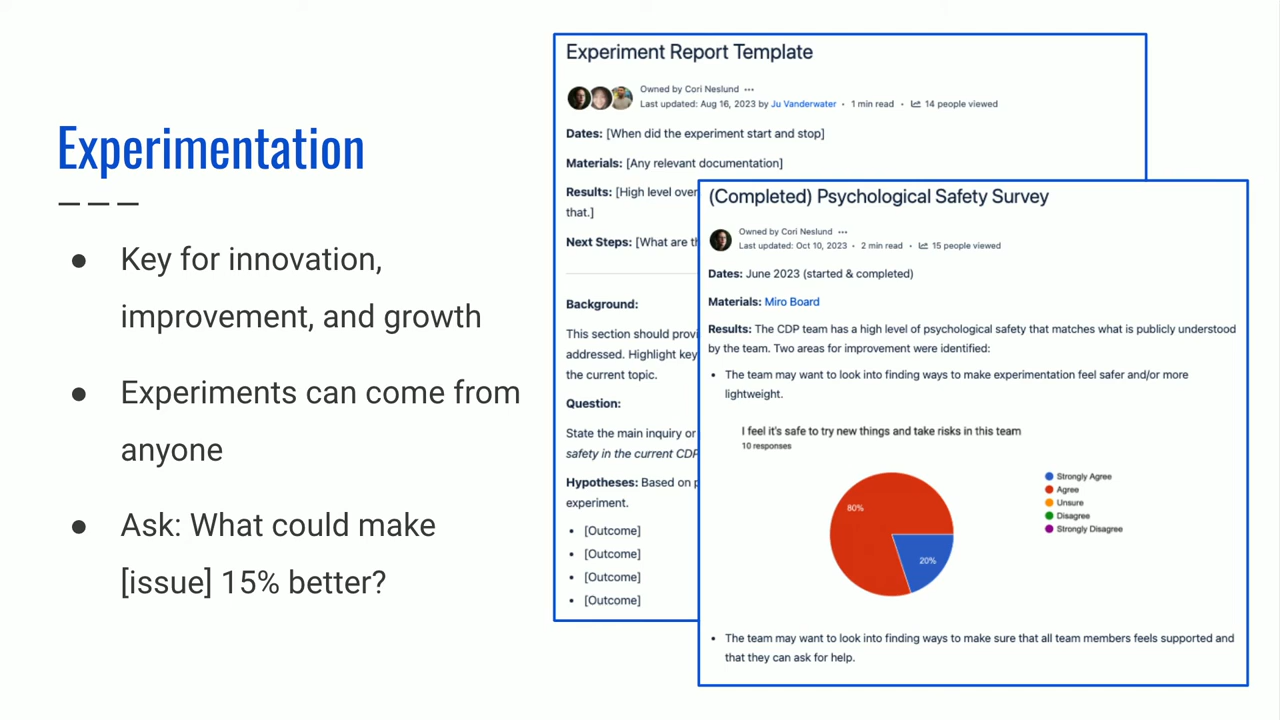 Experimentation
● Key for innovation,
improvement, and growth
● Experiments can come from
anyone
● Ask: What could make
[issue] 15% better?
Experiment Report Template
Owned by Cori Neslund •••
Last updated: Aug 16, 2023 by Ju Vanderwater • 1 min read • 14 people viewed
Dates: [When did the experiment start and stop]
Materials: [Any relevant documentation]
Results: [High level over
that.]
Next Steps: [What are th
Background:
This section should provi
addressed. Highlight key
the current topic.
Question:
State the main inquiry or
safety in the current CDP
Hypotheses: Based on p
experiment.
• [Outcome]
• [Outcome]
• [Outcome]
• [Outcome]
(Completed) Psychological Safety Survey
Owned by Cori Neslund •••
Last updated: Oct 10, 2023 • 2 min read • 15 people viewed
Dates: June 2023 (started & completed)
Materials: Miro Board
Results: The CDP team has a high level of psychological safety that matches what is publicly understood
by the team. Two areas for improvement were identified:
• The team may want to look into finding ways to make experimentation feel safer and/or more
lightweight.
I feel it's safe to try new things and take risks in this team
10 responses
80%
20%
Strongly Agree
Agree
Unsure
Disagree
Strongly Disagree
• The team may want to look into finding ways to make sure that all team members feels supported and
that they can ask for help.